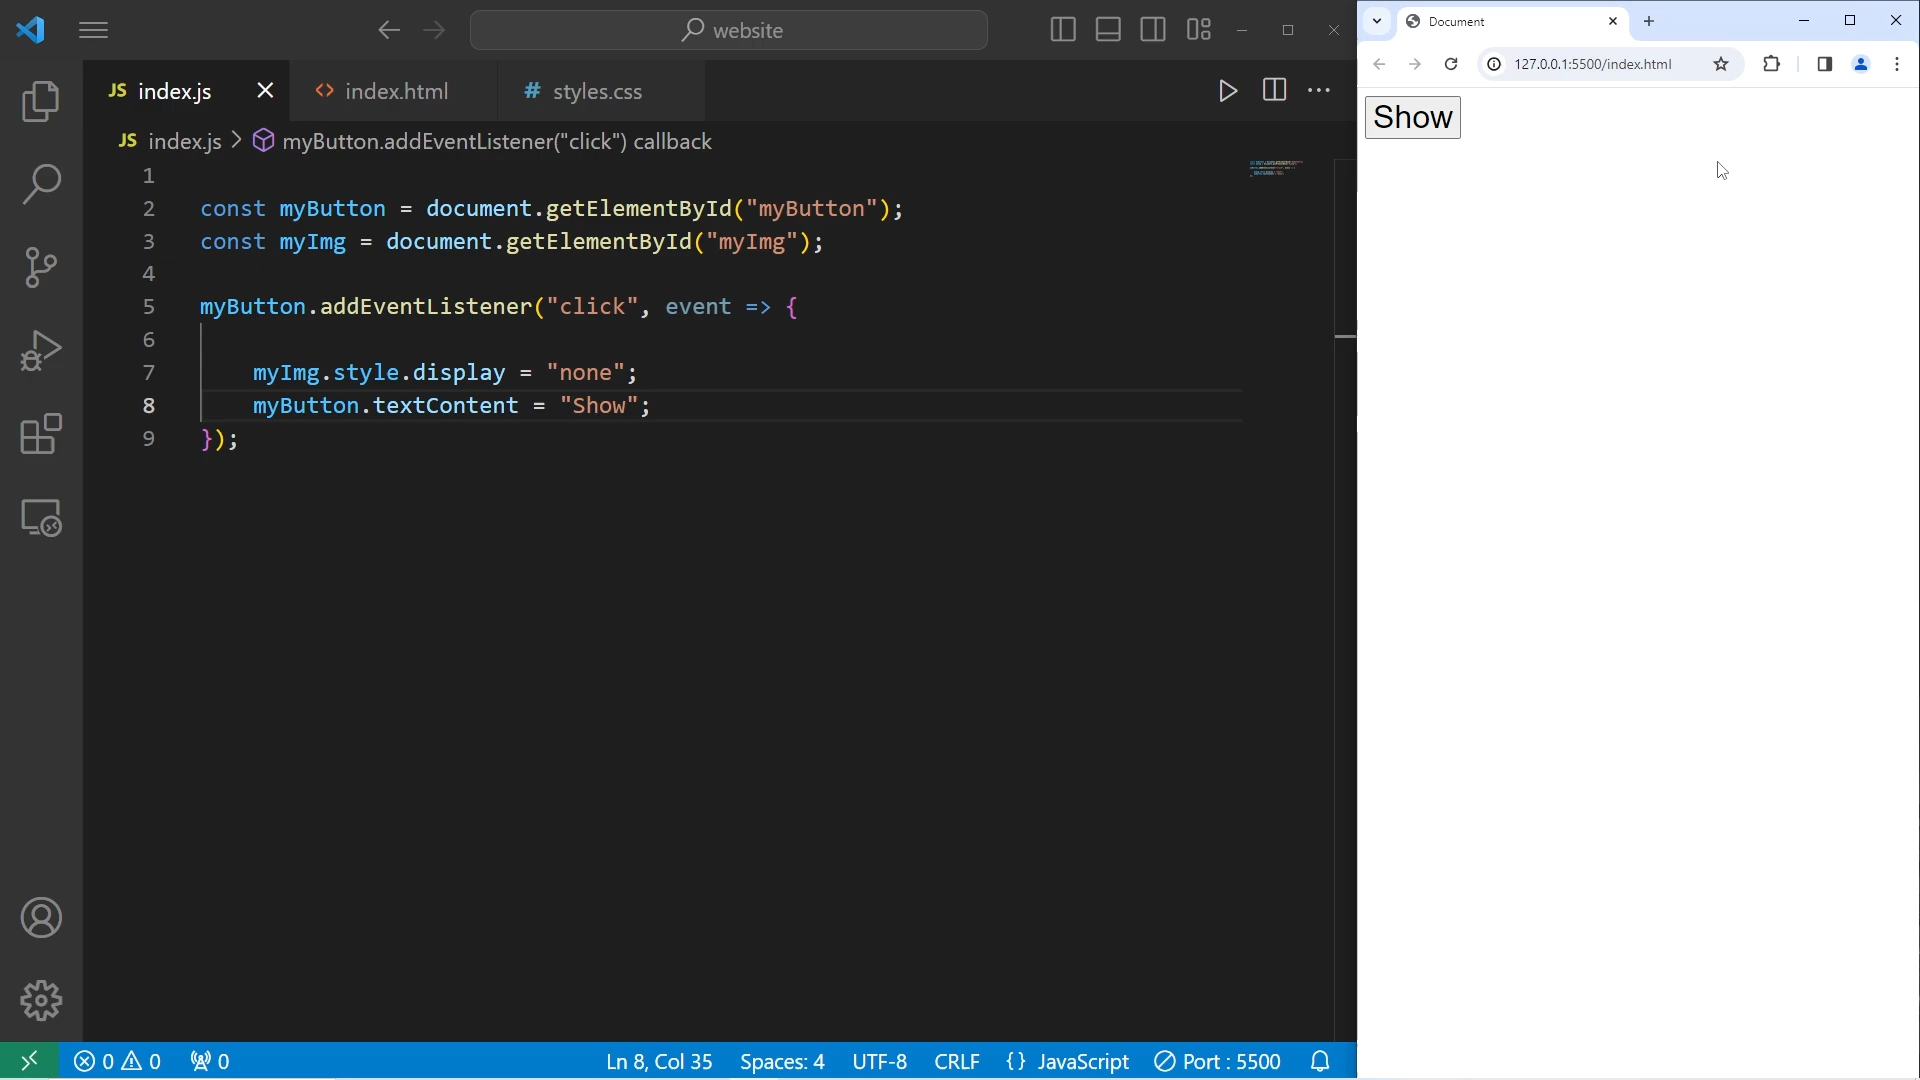 website
JS index.js
<> index.html
# styles.css
JS index.js > myButton.addEventListener("click") callback
1
2 const myButton = document.getElementById("myButton");
3 const myImg = document.getElementById("myImg");
4
5 myButton.addEventListener("click", event => {
6
7 myImg.style.display = "none";
8 myButton.textContent = "Show";
9 });
0 0 0
Ln 8, Col 35 Spaces: 4 UTF-8 CRLF {} JavaScript Port : 5500
Document
127.0.0.1:5500/index.html
Show